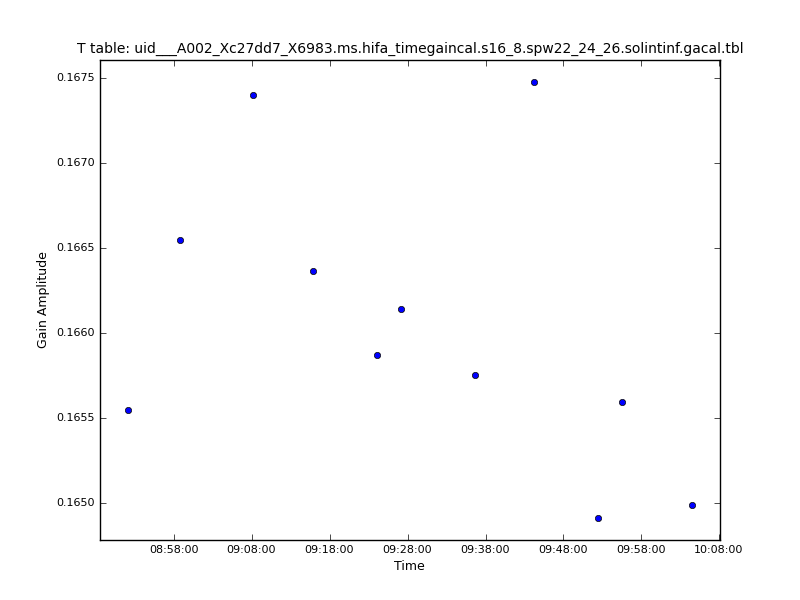 T table: uid___A002_Xc27dd7_X6983.ms.hifa_timegaincal.s16_8.spw22_24_26.solintinf.gacal.tbl
0.1675
0.1670
0.1665
0.1660
0.1655
0.1650
Gain Amplitude
08:58:00 09:08:00 09:18:00 09:28:00 09:38:00 09:48:00 09:58:00 10:08:00
Time